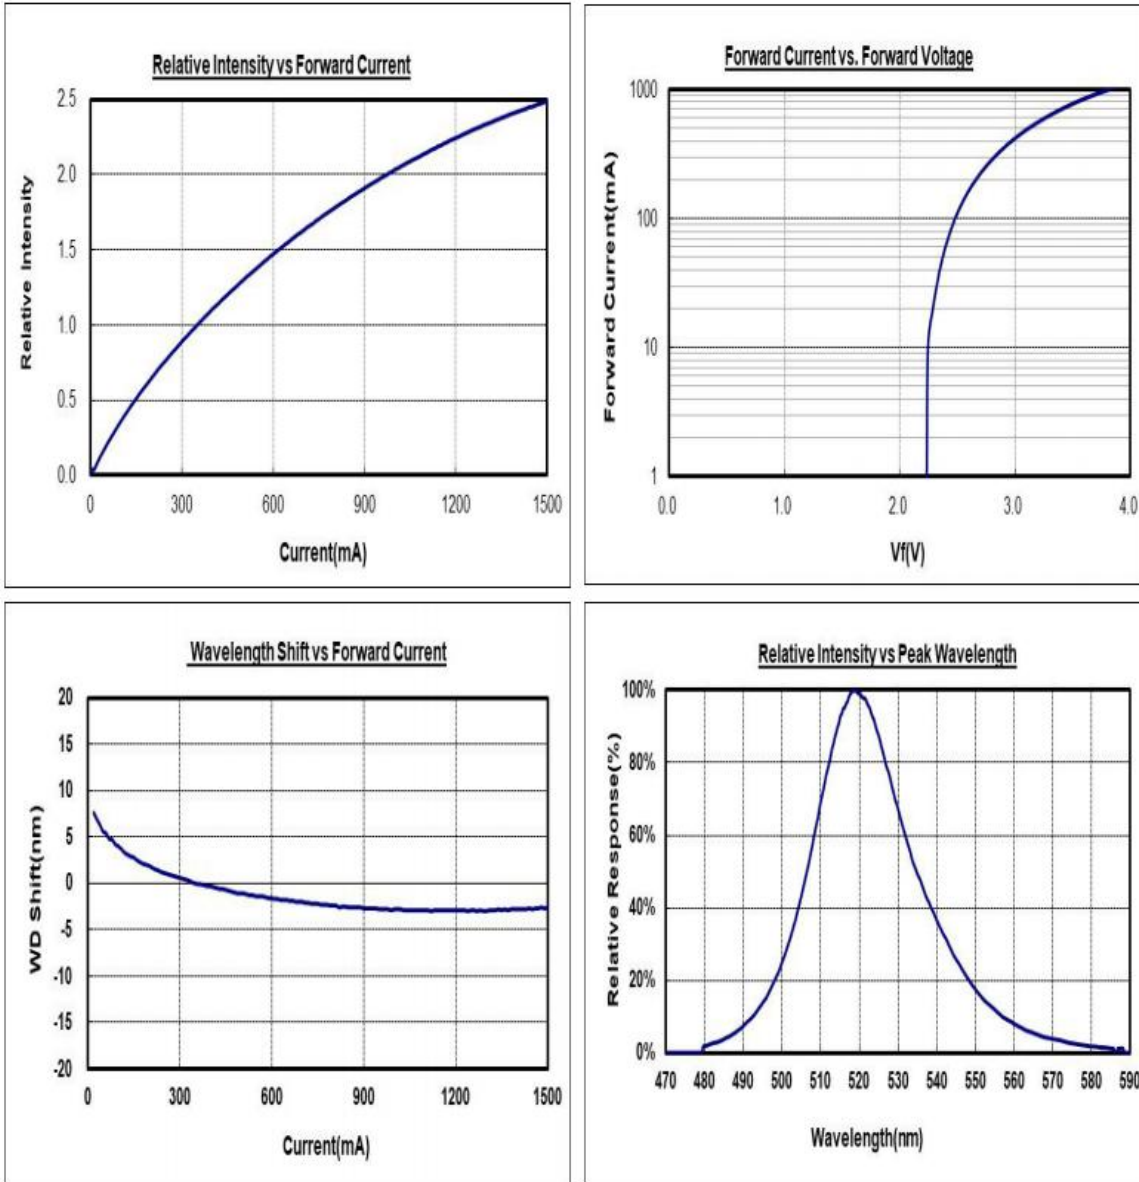 Relative Intensity vs Forward Current
2.5
2.0
1.5
1.0
0.5
0.0
Relative Intensity
0 300 600 900 1200 1500
Current(mA)
Forward Current vs. Forward Voltage
1000
100
10
1
Forward Current(mA)
0.0 1.0 2.0 3.0 4.0
Vf(V)
Wavelength Shift vs Forward Current
20
15
10
5
0
-5
-10
-15
-20
WD Shift(nm)
0 300 600 900 1200 1500
Current(mA)
Relative Intensity vs Peak Wavelength
100%
80%
60%
40%
20%
0%
Relative Response(%)
470 480 490 500 510 520 530 540 550 560 570 580 590
Wavelength(nm)